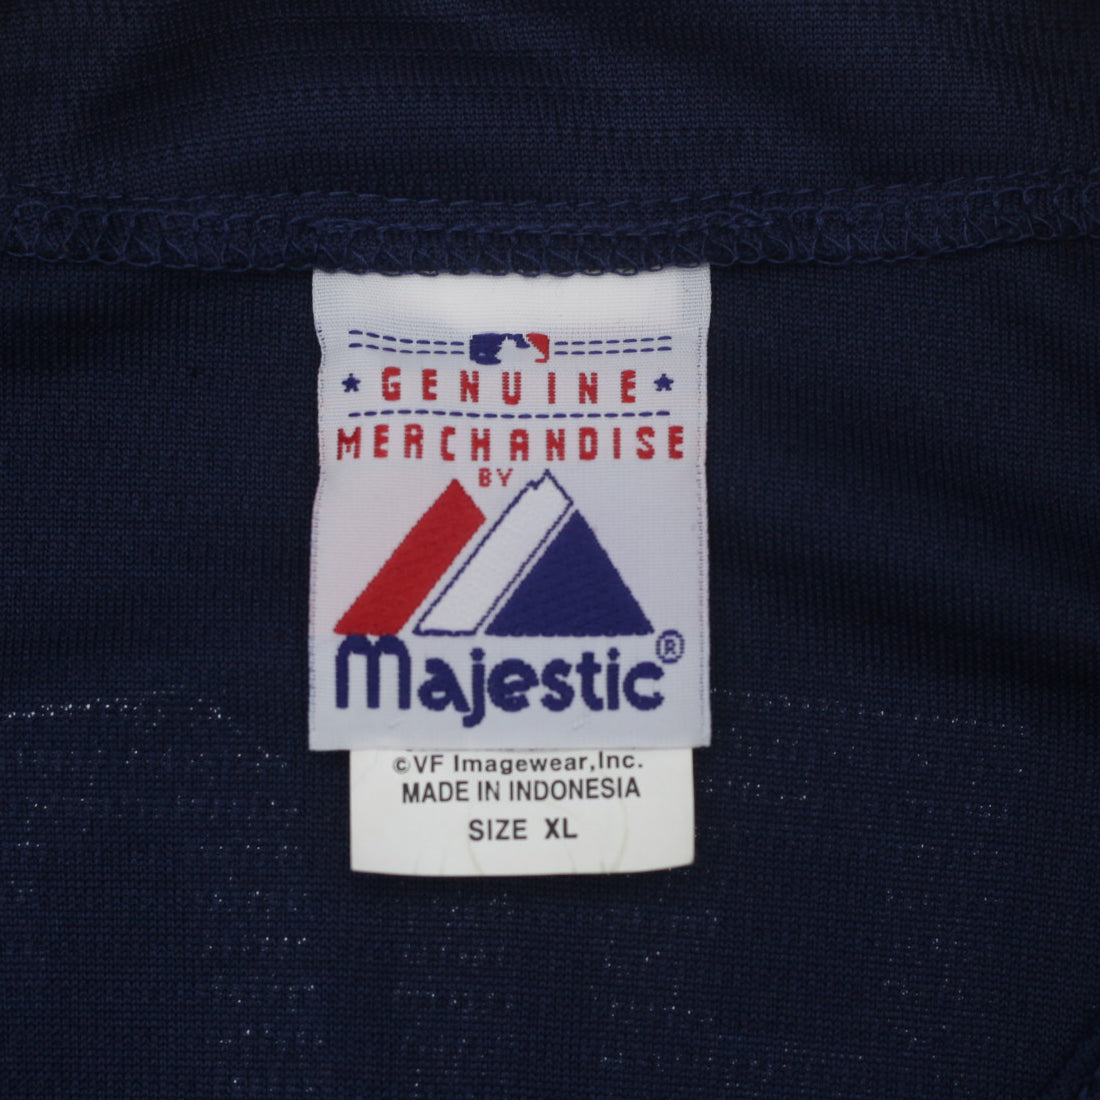 GENUINE
MERCHANDISE
BY
Majestic®
©VF Imagewear,Inc.
MADE IN INDONESIA
SIZE XL